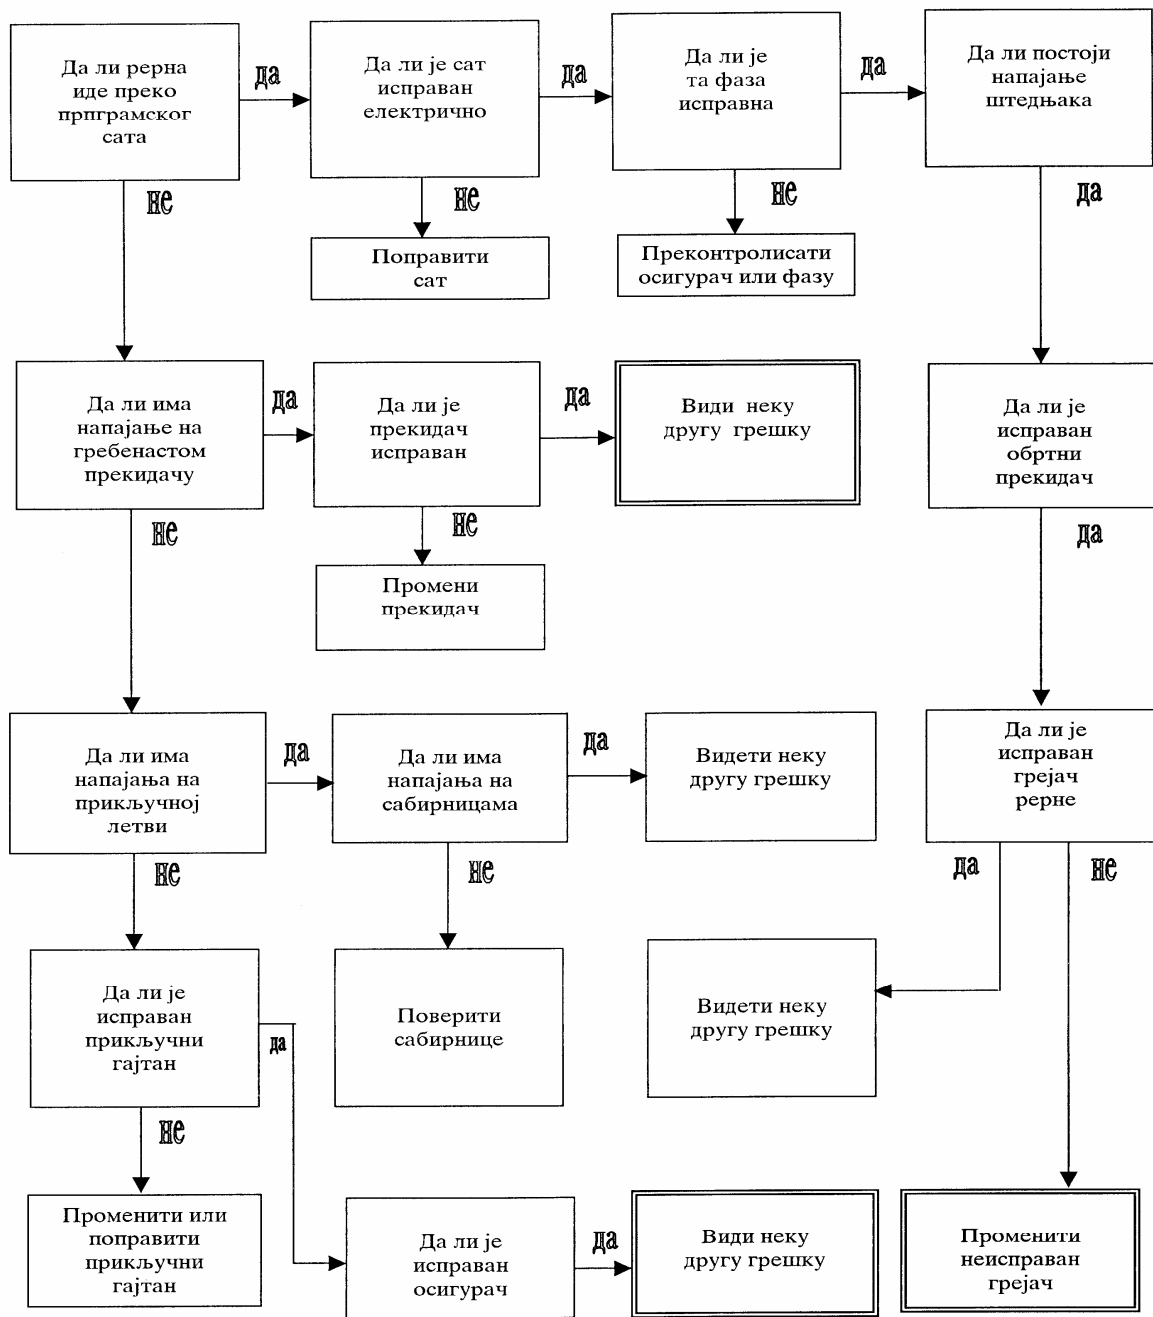 Да ли рерна
иде преко
прпграмског
сата
да
Да ли је сат
исправан
електрично
да
Да ли је
та фаза
исправна
да
Да ли постоји
напајање
штедњака
не
не
не
да
Поправити
сат
Преконтролисати
осигурач или фазу
Да ли има
напајање на
гребенастом
прекидачу
да
Да ли је
прекидач
исправан
да
Види неку
другу грешку
Да ли је
исправан
обртни
прекидач
не
не
да
Промени
прекидач
Да ли има
напајања на
прикључној
летви
да
Да ли има
напајања на
сабирницама
да
Видети неку
другу грешку
Да ли је
исправан
грејач
рерне
не
не
да
не
Да ли је
исправан
прикључни
гајтан
да
Поверити
сабирнице
Видети неку
другу грешку
не
Променити или
поправити
прикључни
гајтан
Да ли је
исправан
осигурач
да
Види неку
другу грешку
Променити
неисправан
грејач